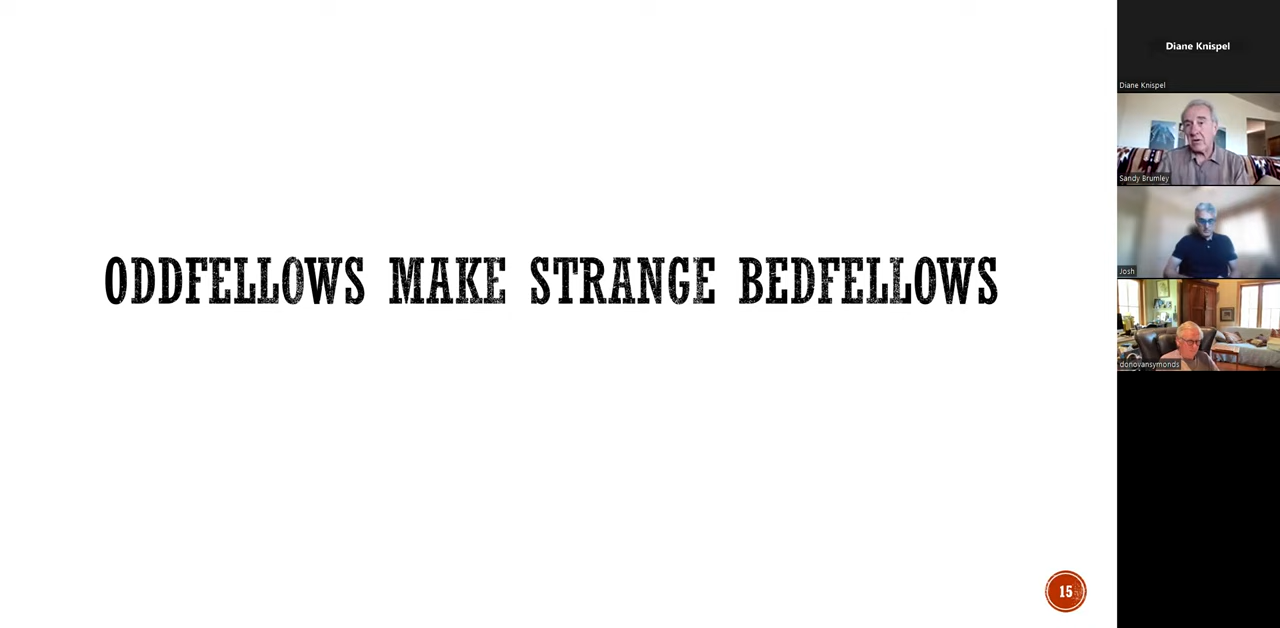 ODDFELLOWS MAKE STRANGE BEDFELLOWS
15
Diane Knispel
Diane Knispel
Sandy Brumley
Josh
donovansymonds